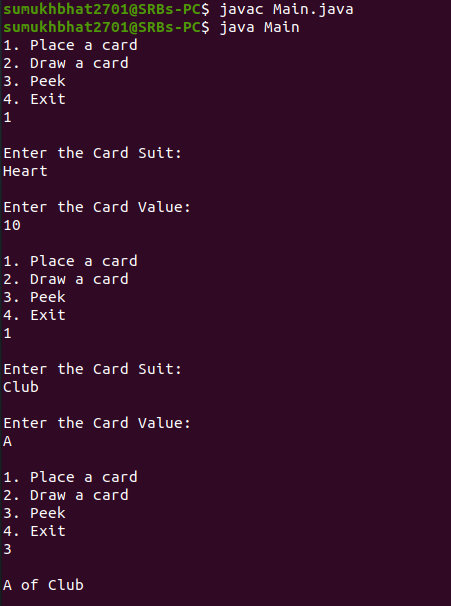 sumukhbhat2701@SRBs-PC$ javac Main.java
sumukhbhat2701@SRBs-PC$ java Main
1. Place a card
2. Draw a card
3. Peek
4. Exit
1
Enter the Card Suit:
Heart
Enter the Card Value:
10
1. Place a card
2. Draw a card
3. Peek
4. Exit
1
Enter the Card Suit:
Club
Enter the Card Value:
A
1. Place a card
2. Draw a card
3. Peek
4. Exit
3
A of Club